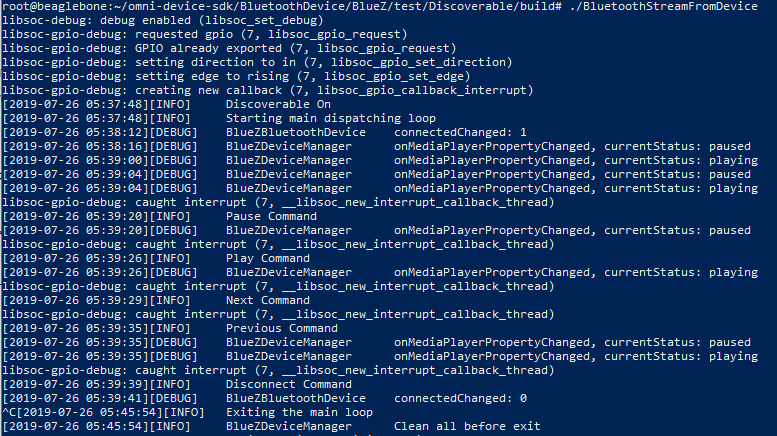 root@beaglebone:~/omni-device-sdk/BluetoothDevice/BlueZ/test/Discoverable/build# ./BluetoothStreamFromDevice
libsoc-debug: debug enabled (libsoc_set_debug)
libsoc-gpio-debug: requested gpio (7, libsoc_gpio_request)
libsoc-gpio-debug: GPIO already exported (7, libsoc_gpio_request)
libsoc-gpio-debug: setting direction to in (7, libsoc_gpio_set_direction)
libsoc-gpio-debug: setting edge to rising (7, libsoc_gpio_set_edge)
libsoc-gpio-debug: creating new callback (7, libsoc_gpio_callback_interrupt)
[2019-07-26 05:37:48][INFO] Discoverable On
[2019-07-26 05:37:48][INFO] Starting main dispatching loop
[2019-07-26 05:38:12][DEBUG] BlueZBluetoothDevice connectedChanged: 1
[2019-07-26 05:38:16][DEBUG] BlueZDeviceManager onMediaPlayerPropertyChanged, currentStatus: paused
[2019-07-26 05:39:00][DEBUG] BlueZDeviceManager onMediaPlayerPropertyChanged, currentStatus: playing
[2019-07-26 05:39:04][DEBUG] BlueZDeviceManager onMediaPlayerPropertyChanged, currentStatus: paused
[2019-07-26 05:39:04][DEBUG] BlueZDeviceManager onMediaPlayerPropertyChanged, currentStatus: playing
libsoc-gpio-debug: caught interrupt (7, __libsoc_new_interrupt_callback_thread)
[2019-07-26 05:39:20][INFO] Pause Command
[2019-07-26 05:39:20][DEBUG] BlueZDeviceManager onMediaPlayerPropertyChanged, currentStatus: paused
libsoc-gpio-debug: caught interrupt (7, __libsoc_new_interrupt_callback_thread)
[2019-07-26 05:39:26][INFO] Play Command
[2019-07-26 05:39:26][DEBUG] BlueZDeviceManager onMediaPlayerPropertyChanged, currentStatus: playing
libsoc-gpio-debug: caught interrupt (7, __libsoc_new_interrupt_callback_thread)
[2019-07-26 05:39:29][INFO] Next Command
libsoc-gpio-debug: caught interrupt (7, __libsoc_new_interrupt_callback_thread)
[2019-07-26 05:39:35][INFO] Previous Command
[2019-07-26 05:39:35][DEBUG] BlueZDeviceManager onMediaPlayerPropertyChanged, currentStatus: paused
[2019-07-26 05:39:35][DEBUG] BlueZDeviceManager onMediaPlayerPropertyChanged, currentStatus: playing
libsoc-gpio-debug: caught interrupt (7, __libsoc_new_interrupt_callback_thread)
[2019-07-26 05:39:39][INFO] Disconnect Command
[2019-07-26 05:39:41][DEBUG] BlueZBluetoothDevice connectedChanged: 0
^C[2019-07-26 05:45:54][INFO] Exiting the main loop
[2019-07-26 05:45:54][INFO] BlueZDeviceManager Clean all before exit